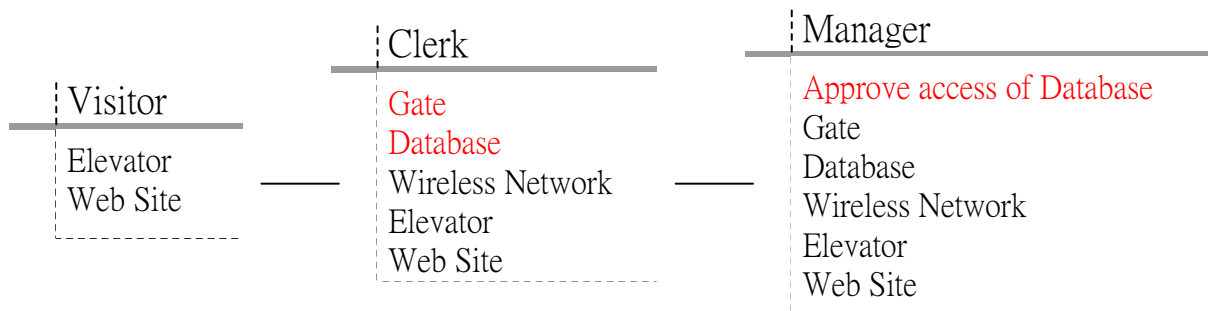 Visitor
Elevator
Web Site
Clerk
Gate
Database
Wireless Network
Elevator
Web Site
Manager
Approve access of Database
Gate
Database
Wireless Network
Elevator
Web Site